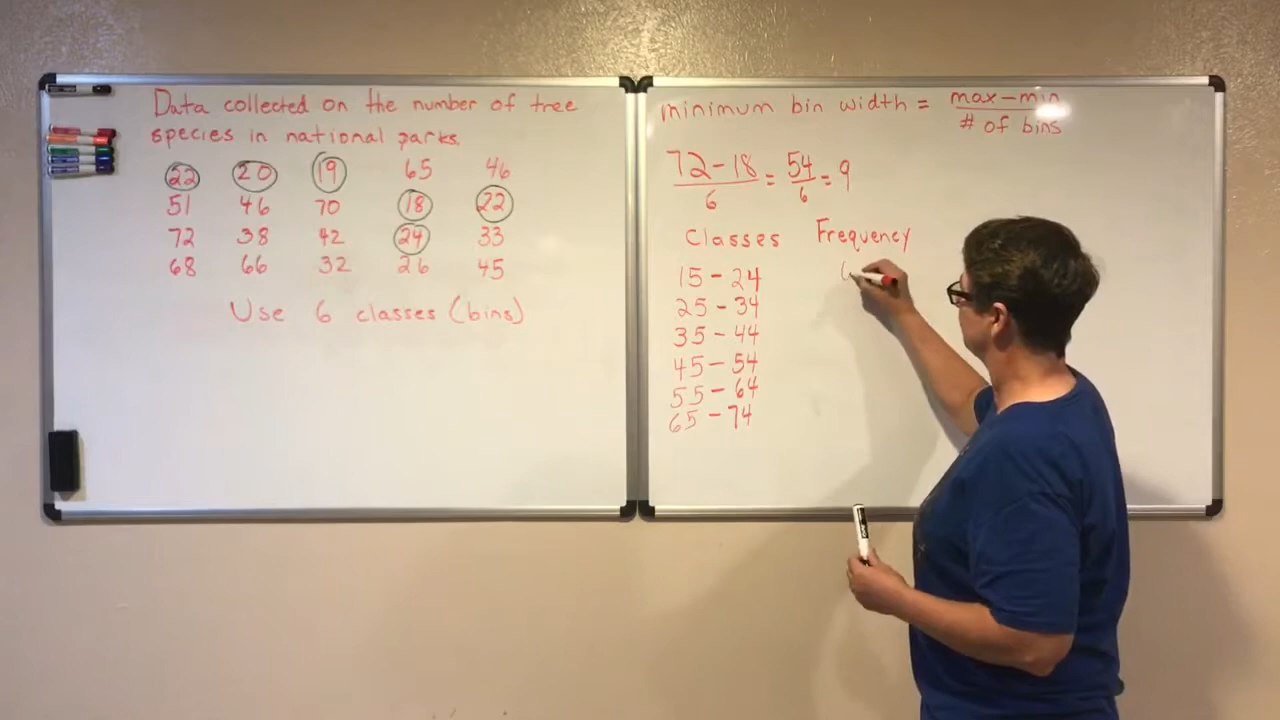 Data collected on the number of tree
species in national parks.
22 20 19 65 46
51 46 70 18 22
72 38 42 24 33
68 66 32 26 45
Use 6 classes (bins)
minimum bin width = max - min
# of bins
72 - 18 = 54 = 9
6 6
Classes Frequency
15 - 24
25 - 34
35 - 44
45 - 54
55 - 64
65 - 74